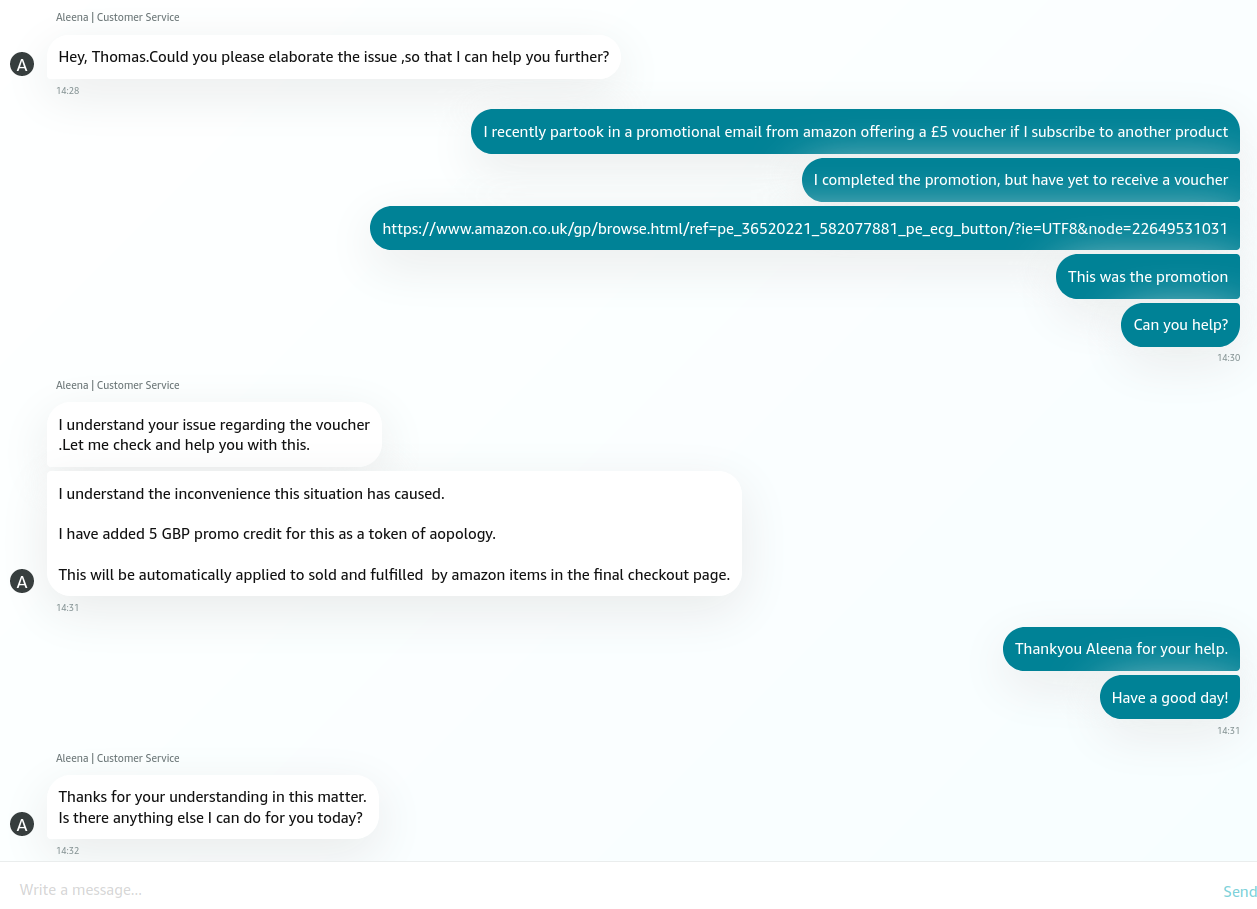 Aleena | Customer Service
Hey, Thomas.Could you please elaborate the issue ,so that I can help you further?
A
14:28
I recently partook in a promotional email from amazon offering a £5 voucher if I subscribe to another product
I completed the promotion, but have yet to receive a voucher
https://www.amazon.co.uk/gp/browse.html/ref=pe_36520221_582077881_pe_ecg_button/?ie=UTF8&node=22649531031
This was the promotion
Can you help?
14:30
Aleena | Customer Service
I understand your issue regarding the voucher
.Let me check and help you with this.
I understand the inconvenience this situation has caused.
I have added 5 GBP promo credit for this as a token of aopology.
This will be automatically applied to sold and fulfilled  by amazon items in the final checkout page.
A
14:31
Thankyou Aleena for your help.
Have a good day!
14:31
Aleena | Customer Service
Thanks for your understanding in this matter.
Is there anything else I can do for you today?
A
14:32
Write a message...
Send